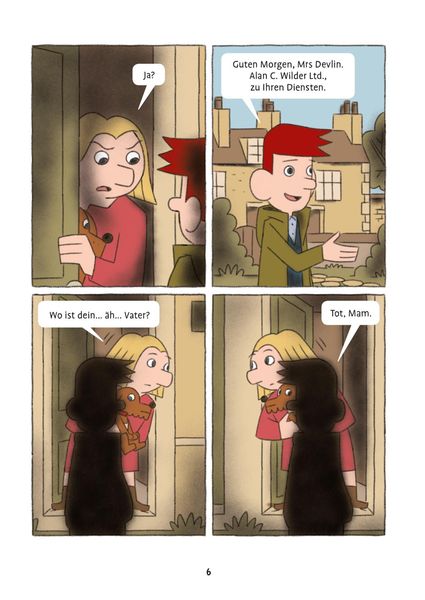 Ja?
Guten Morgen, Mrs Devlin.
Alan C. Wilder Ltd.,
zu Ihren Diensten.
Wo ist dein... äh... Vater?
Tot, Mam.
6